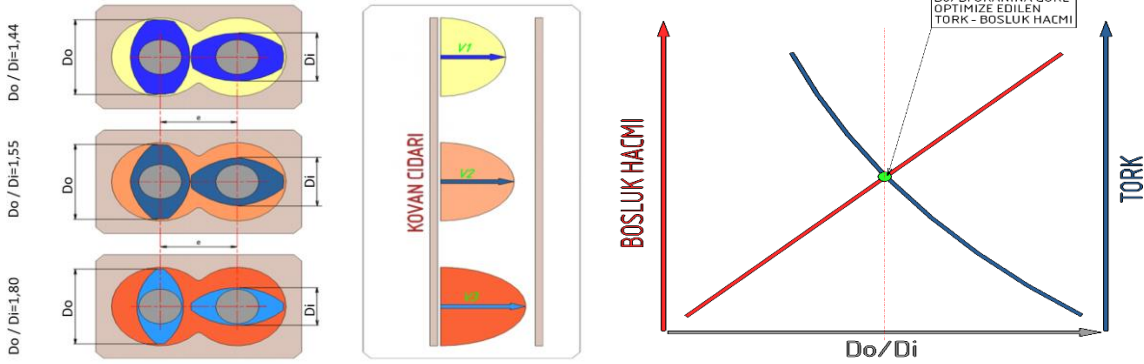 Do / Di=1,44
Do
Di
e
Do / Di=1,55
Do
Di
e
Do / Di=1,80
Do
Di
KOVAN CIDARI
V1
V2
V3
OPTIMIZE EDILEN
TORK - BOSLUK HACMI
BOSLUK HACMI
TORK
Do/Di